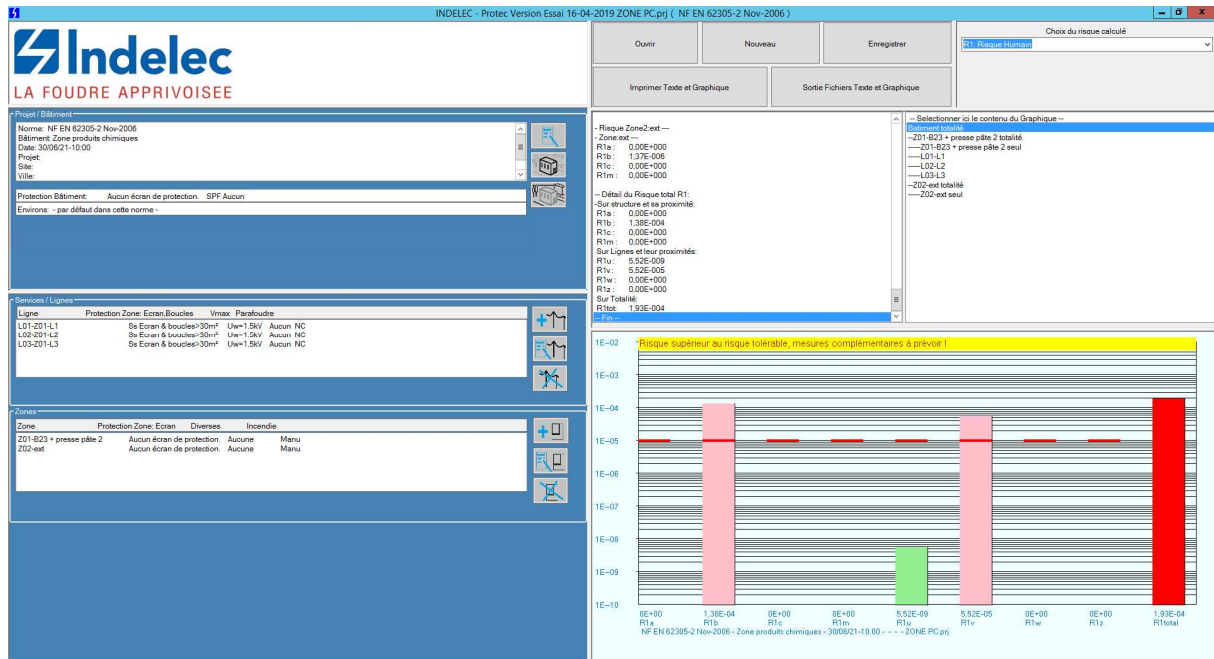 INDELEC - Protec Version Essai 16-04-2019 ZONE PC.prj ( NF EN 62305-2 Nov-2006 )
Indelec
LA FOUDRE APPRIVOISEE
Ouvrir
Nouveau
Enregistrer
Imprimer Texte et Graphique
Sortie Fichiers Texte et Graphique
Choix du risque calculé
R1: Risque Humain
Projet / Bâtiment
Norme: NF EN 62305-2 Nov-2006
Bâtiment: Zone produits chimiques
Date: 30/06/21-10:00
Projet:
Site:
Ville:
Protection Bâtiment: Aucun écran de protection. SPF Aucun
Environs: - par défaut dans cette norme -
Services / Lignes
Ligne Protection Zone: Ecran,Boucles Vmax Parafoudre
L01-Z01-L1 Ss Ecran & boucles>30m² Uw=1.5kV Aucun NC
L02-Z01-L2 Ss Ecran & boucles>30m² Uw=1.5kV Aucun NC
L03-Z01-L3 Ss Ecran & boucles>30m² Uw=1.5kV Aucun NC
Zones
Zone Protection Zone: Ecran Diverses Incendie
Z01-B23 + presse pâte 2 Aucun écran de protection. Aucune Manu
Z02-ext Aucun écran de protection. Aucune Manu
- Risque Zone2:ext ---
- Zone:ext ---
R1a : 0,00E+000
R1b : 1,37E-006
R1c : 0,00E+000
R1m : 0,00E+000
-- Détail du Risque total R1:
-Sur structure et sa proximité:
R1a : 0,00E+000
R1b : 1,38E-004
R1c : 0,00E+000
R1m : 0,00E+000
Sur Lignes et leur proximités:
R1u : 5,52E-009
R1v: 5,52E-005
R1w : 0,00E+000
R1z : 0,00E+000
Sur Totalité:
R1tot: 1,93E-004
-- Fin --
-- Selectionner ici le contenu du Graphique --
Batiment totalité
--Z01-B23 + presse pâte 2 totalité
-----Z01-B23 + presse pâte 2 seul
-----L01-L1
-----L02-L2
-----L03-L3
--Z02-ext totalité
-----Z02-ext seul
Risque supérieur au risque tolérable, mesures complémentaires à prévoir !
1E-02
1E-03
1E-04
1E-05
1E-06
1E-07
1E-08
1E-09
1E-10
0E+00 1,38E-04 0E+00 0E+00 5,52E-09 5,52E-05 0E+00 0E+00 1,93E-04
R1a R1b R1c R1m R1u R1v R1w R1z R1total
NF EN 62305-2 Nov-2006 - Zone produits chimiques - 30/06/21-10:00 - - - - ZONE PC.prj